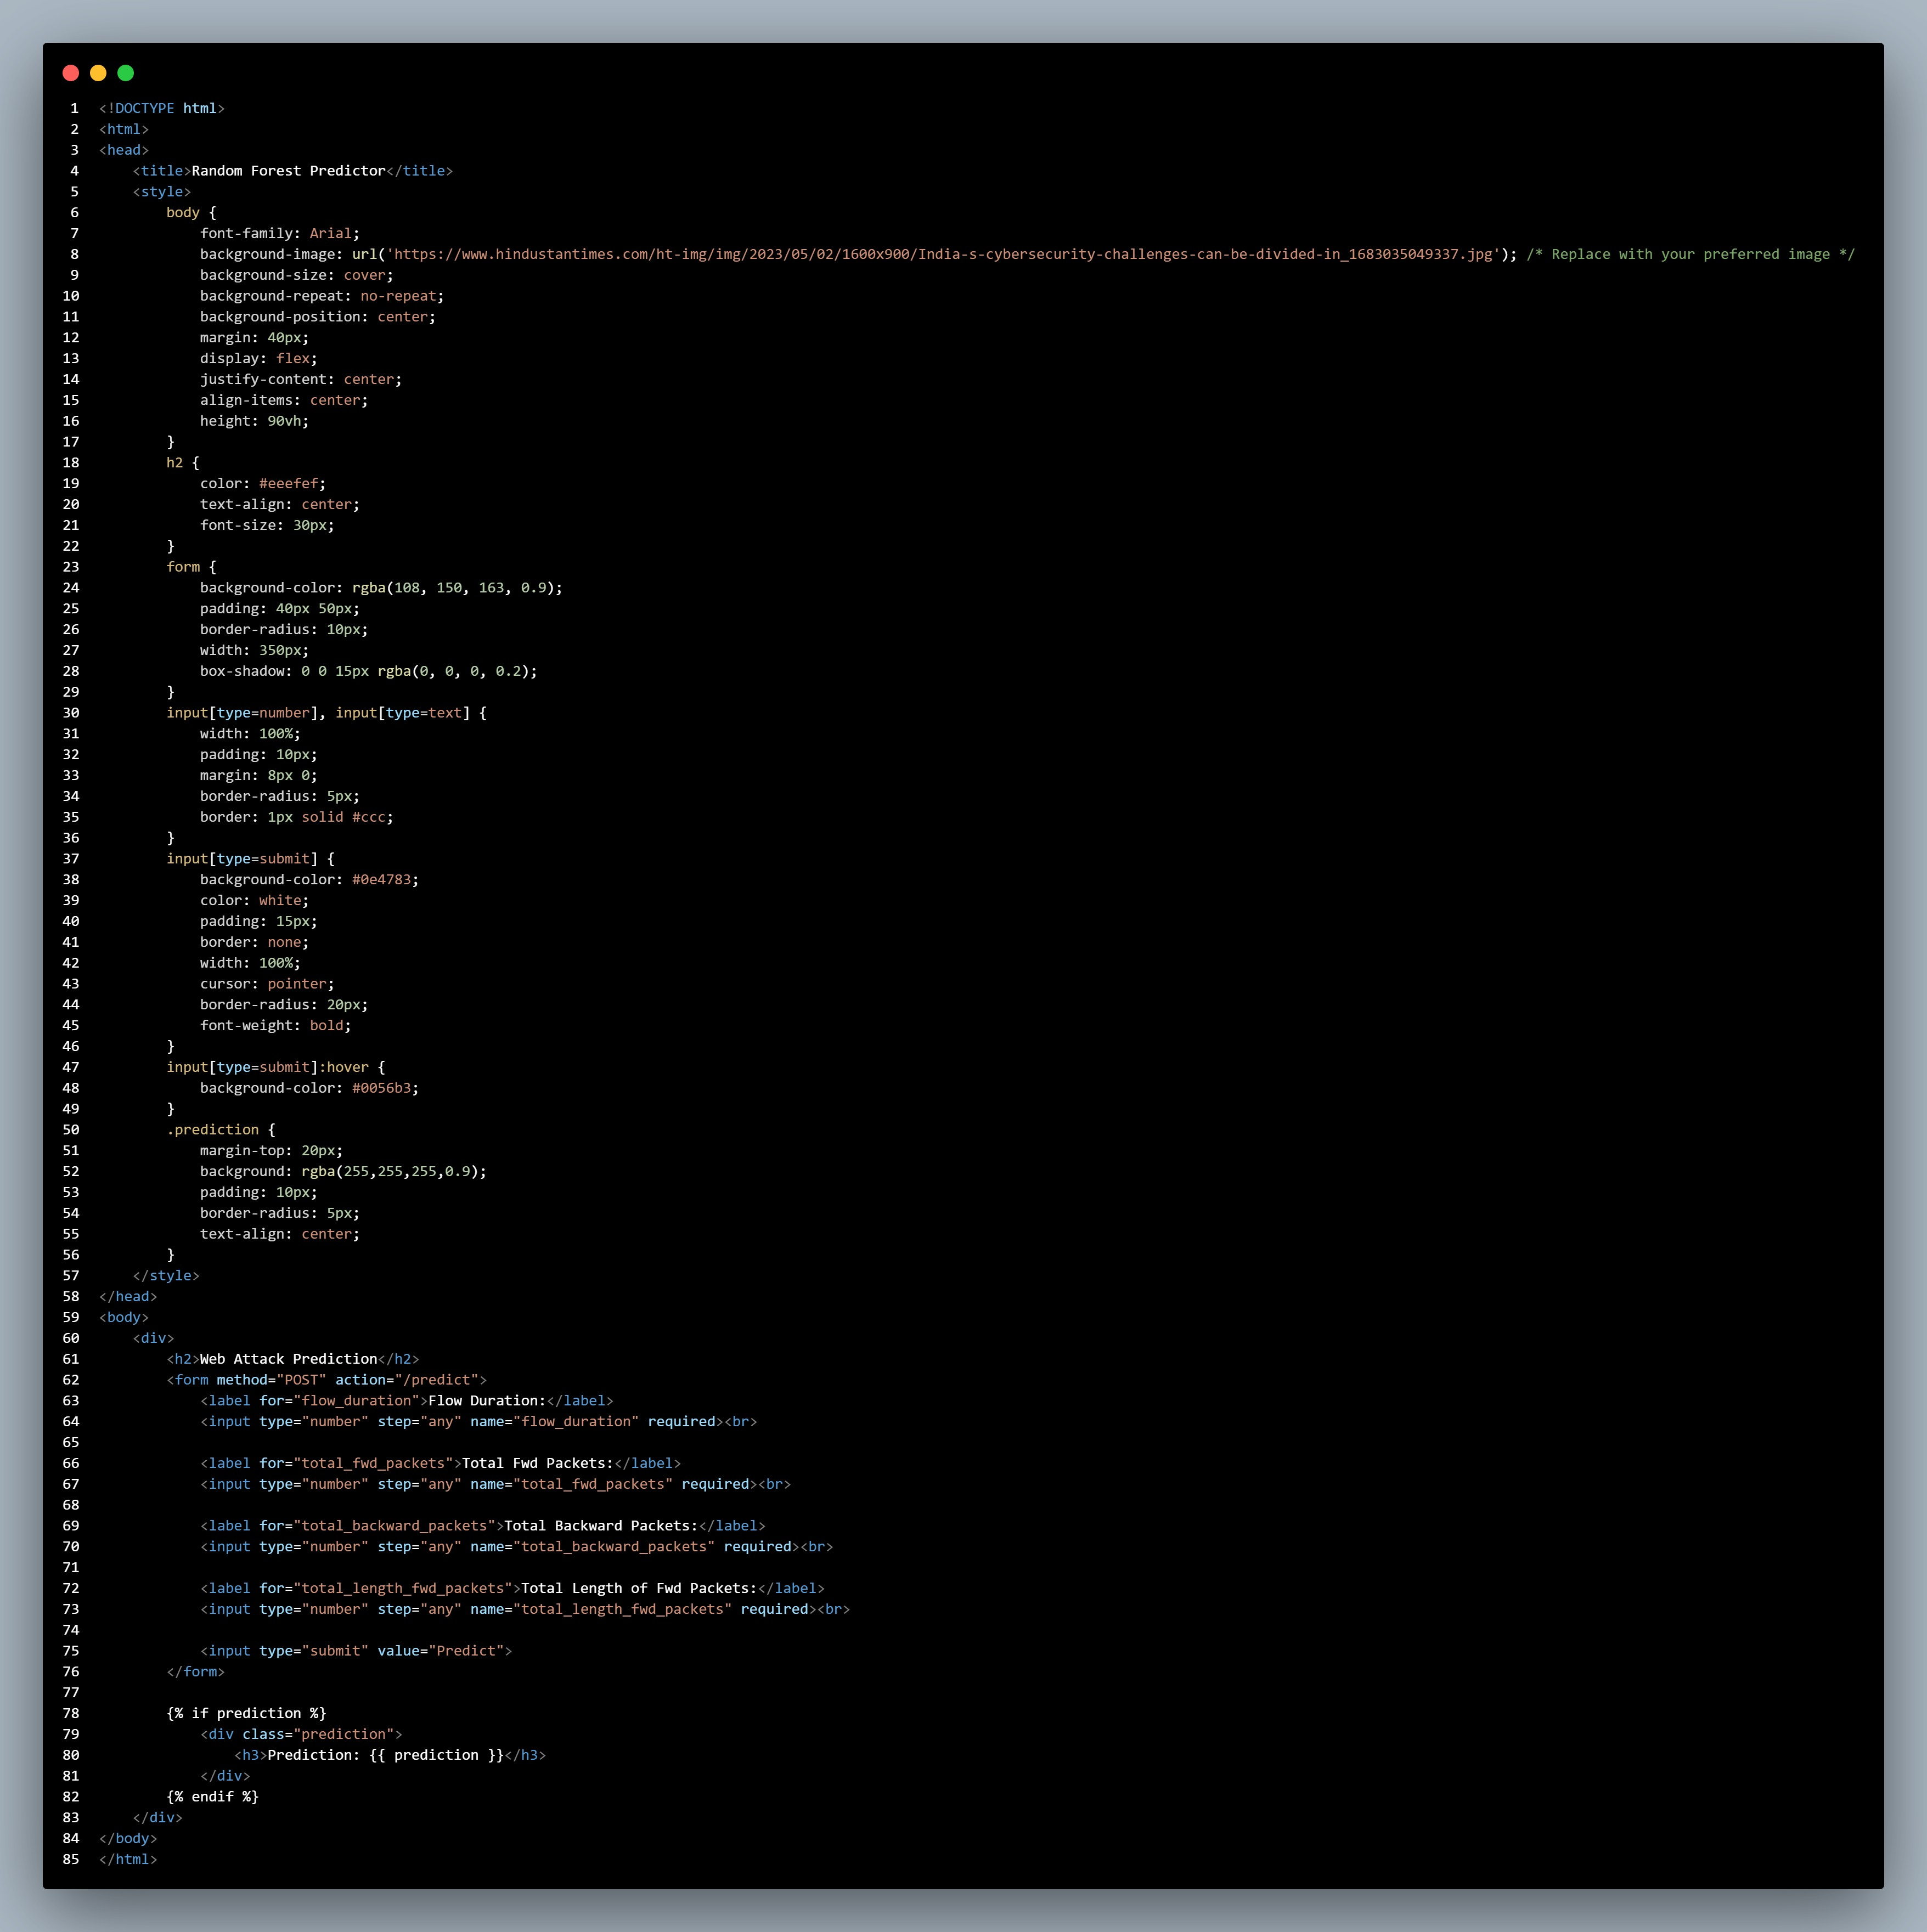 1 <!DOCTYPE html>
2 <html>
3 <head>
4     <title>Random Forest Predictor</title>
5     <style>
6         body {
7             font-family: Arial;
8             background-image: url('https://www.hindustantimes.com/ht-img/img/2023/05/02/1600x900/India-s-cybersecurity-challenges-can-be-divided-in_1683035049337.jpg'); /* Replace with your preferred image */
9             background-size: cover;
10             background-repeat: no-repeat;
11             background-position: center;
12             margin: 40px;
13             display: flex;
14             justify-content: center;
15             align-items: center;
16             height: 90vh;
17         }
18         h2 {
19             color: #eeefef;
20             text-align: center;
21             font-size: 30px;
22         }
23         form {
24             background-color: rgba(108, 150, 163, 0.9);
25             padding: 40px 50px;
26             border-radius: 10px;
27             width: 350px;
28             box-shadow: 0 0 15px rgba(0, 0, 0, 0.2);
29         }
30         input[type=number], input[type=text] {
31             width: 100%;
32             padding: 10px;
33             margin: 8px 0;
34             border-radius: 5px;
35             border: 1px solid #ccc;
36         }
37         input[type=submit] {
38             background-color: #0e4783;
39             color: white;
40             padding: 15px;
41             border: none;
42             width: 100%;
43             cursor: pointer;
44             border-radius: 20px;
45             font-weight: bold;
46         }
47         input[type=submit]:hover {
48             background-color: #0056b3;
49         }
50         .prediction {
51             margin-top: 20px;
52             background: rgba(255,255,255,0.9);
53             padding: 10px;
54             border-radius: 5px;
55             text-align: center;
56         }
57     </style>
58 </head>
59 <body>
60     <div>
61         <h2>Web Attack Prediction</h2>
62         <form method="POST" action="/predict">
63             <label for="flow_duration">Flow Duration:</label>
64             <input type="number" step="any" name="flow_duration" required><br>
65
66             <label for="total_fwd_packets">Total Fwd Packets:</label>
67             <input type="number" step="any" name="total_fwd_packets" required><br>
68
69             <label for="total_backward_packets">Total Backward Packets:</label>
70             <input type="number" step="any" name="total_backward_packets" required><br>
71
72             <label for="total_length_fwd_packets">Total Length of Fwd Packets:</label>
73             <input type="number" step="any" name="total_length_fwd_packets" required><br>
74
75             <input type="submit" value="Predict">
76         </form>
77
78         {% if prediction %}
79             <div class="prediction">
80                 <h3>Prediction: {{ prediction }}</h3>
81             </div>
82         {% endif %}
83     </div>
84 </body>
85 </html>